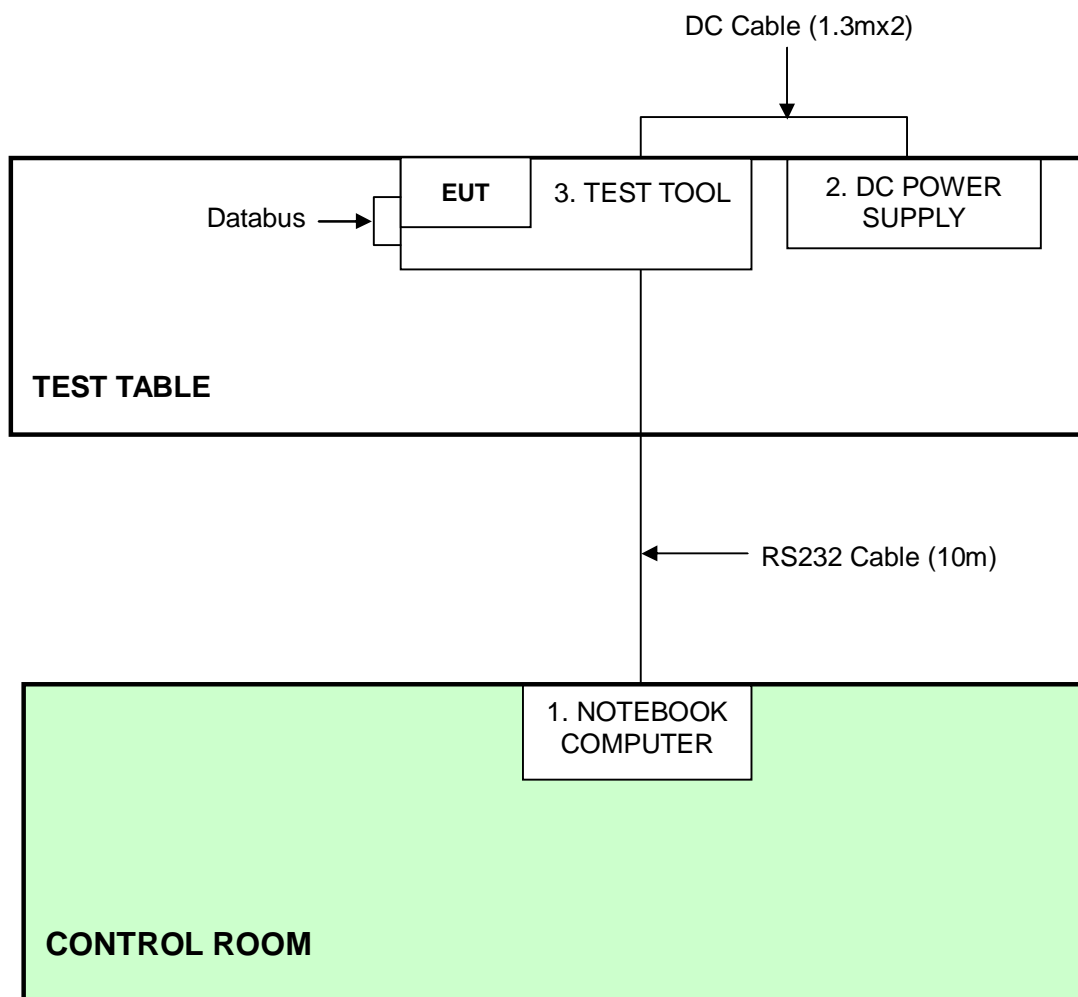 DC Cable (1.3mx2)
EUT
3. TEST TOOL
2. DC POWER
SUPPLY
Databus
TEST TABLE
RS232 Cable (10m)
1. NOTEBOOK
COMPUTER
CONTROL ROOM